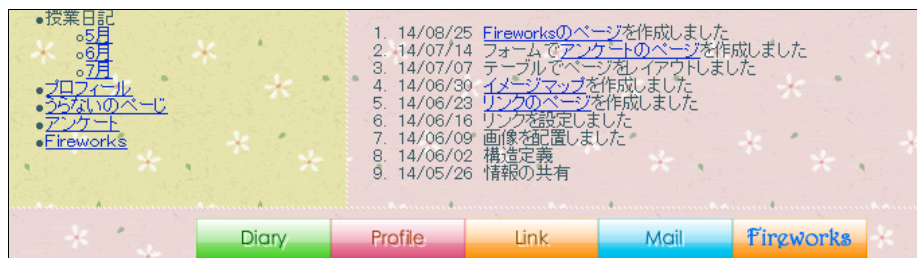 •授業日記
○5月
○6月
○7月
•プロフィール
•うらないのぺーじ
•アンケート
•Fireworks
1. 14/08/25 Fireworksのページを作成しました
2. 14/07/14 フォームでアンケートのページを作成しました
3. 14/07/07 テーブルでページをレイアウトしました
4. 14/06/30 イメージマップを作成しました
5. 14/06/23 リンクのページを作成しました
6. 14/06/16 リンクを設定しました
7. 14/06/09 画像を配置しました
8. 14/06/02 構造定義
9. 14/05/26 情報の共有
Diary Profile Link Mail Fireworks